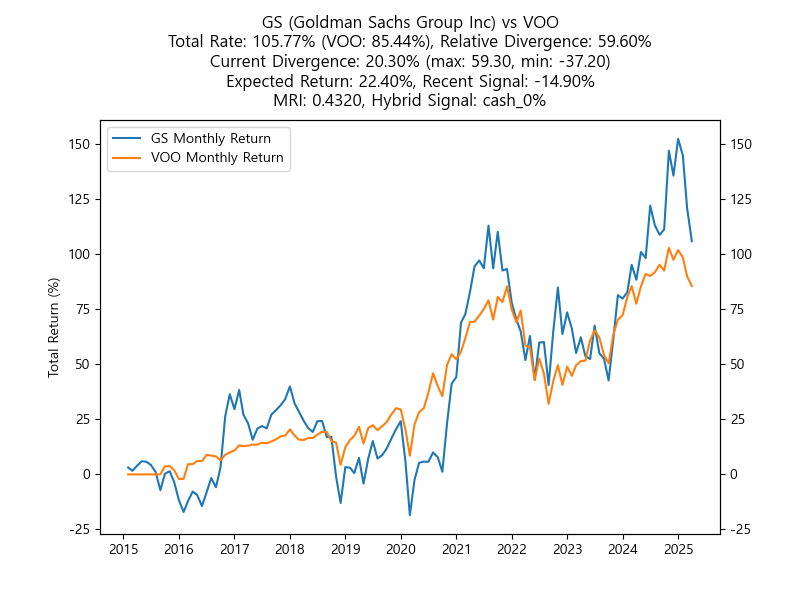 GS (Goldman Sachs Group Inc) vs VOO
Total Rate: 105.77% (VOO: 85.44%), Relative Divergence: 59.60%
Current Divergence: 20.30% (max: 59.30, min: -37.20)
Expected Return: 22.40%, Recent Signal: -14.90%
MRI: 0.4320, Hybrid Signal: cash_0%
GS Monthly Return
VOO Monthly Return
Total Return (%)
150
125
100
75
50
25
0
-25
150
125
100
75
50
25
0
-25
2015 2016 2017 2018 2019 2020 2021 2022 2023 2024 2025